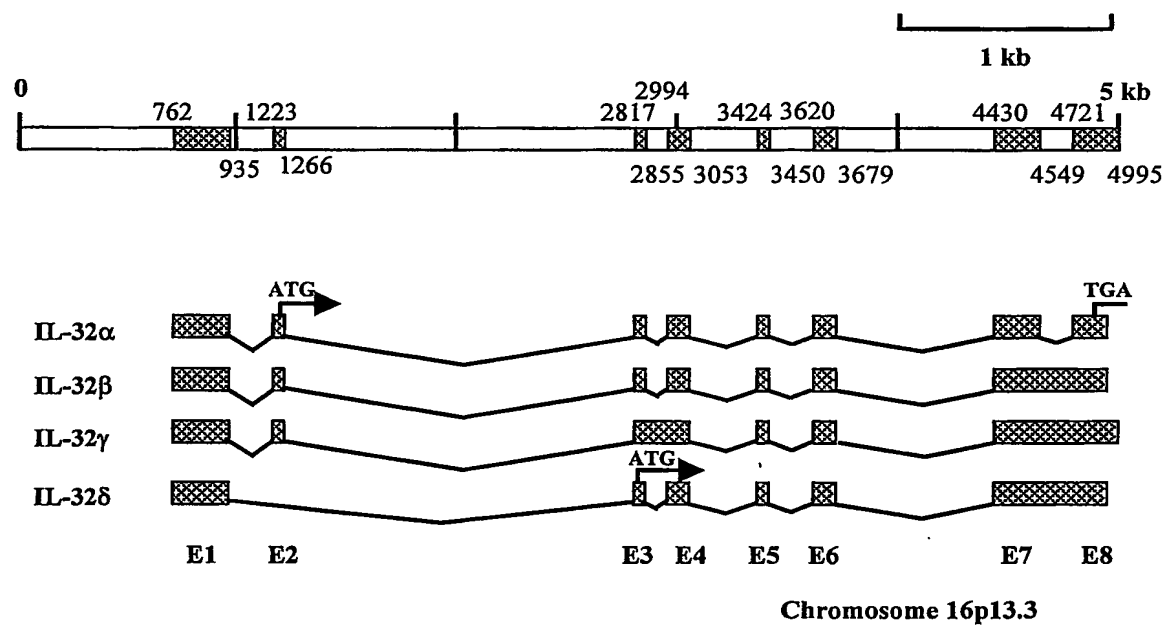 1 kb
0 5 kb
762 1223 2817 2994 3424 3620 4430 4721
935 1266 2855 3053 3450 3679 4549 4995
ATG TGA
IL-32α
IL-32β
IL-32γ
ATG
IL-32δ
E1 E2 E3 E4 E5 E6 E7 E8
Chromosome 16p13.3